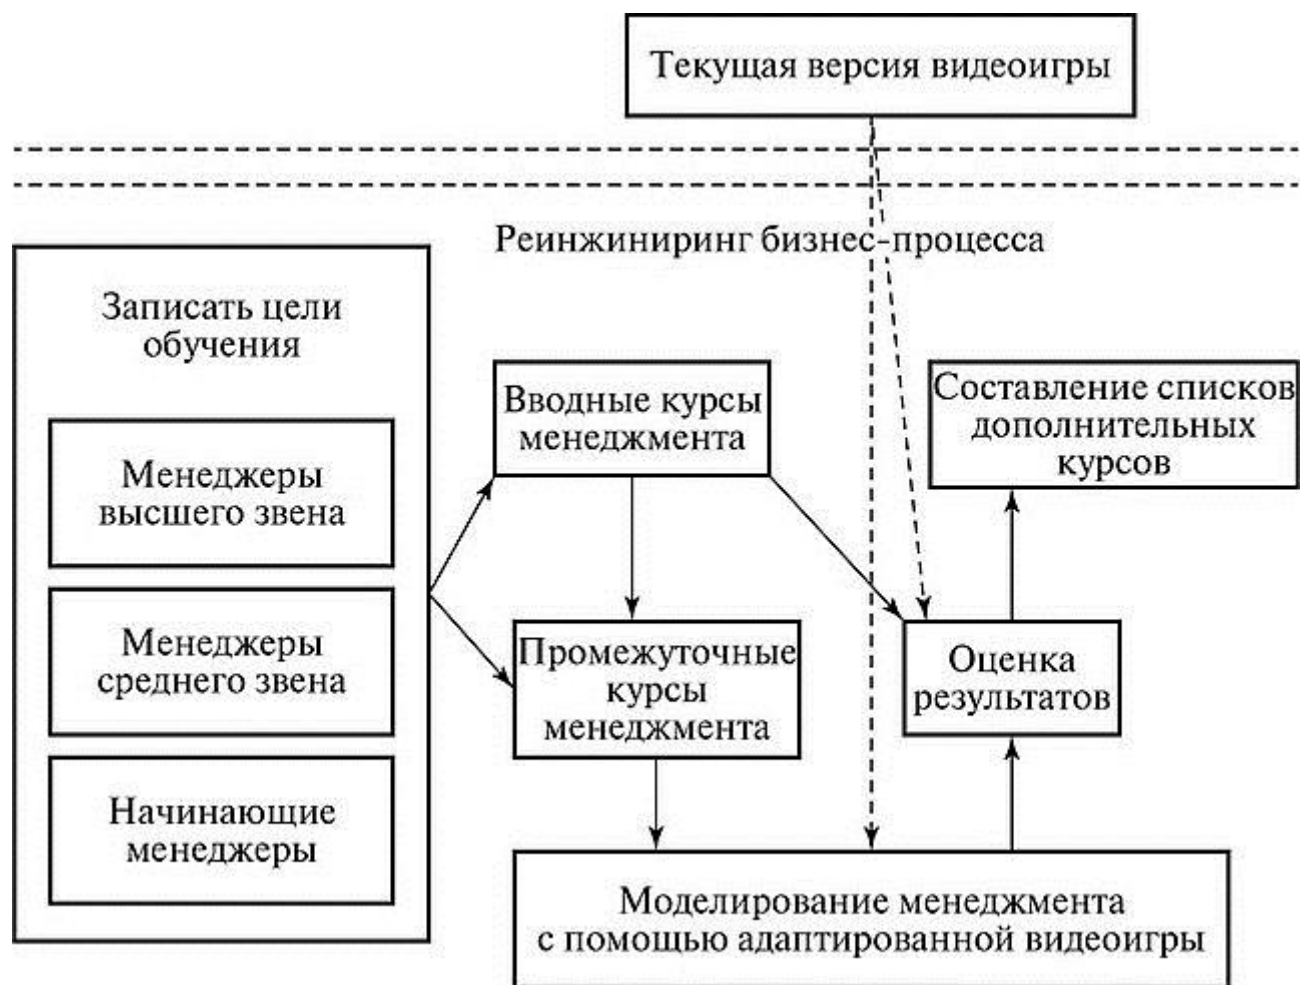 Текущая версия видеоигры
Реинжиниринг бизнес-процесса
Записать цели
обучения
Менеджеры
высшего звена
Менеджеры
среднего звена
Начинающие
менеджеры
Вводные курсы
менеджмента
Промежуточные
курсы
менеджмента
Составление списков
дополнительных
курсов
Оценка
результатов
Моделирование менеджмента
с помощью адаптированной видеоигры